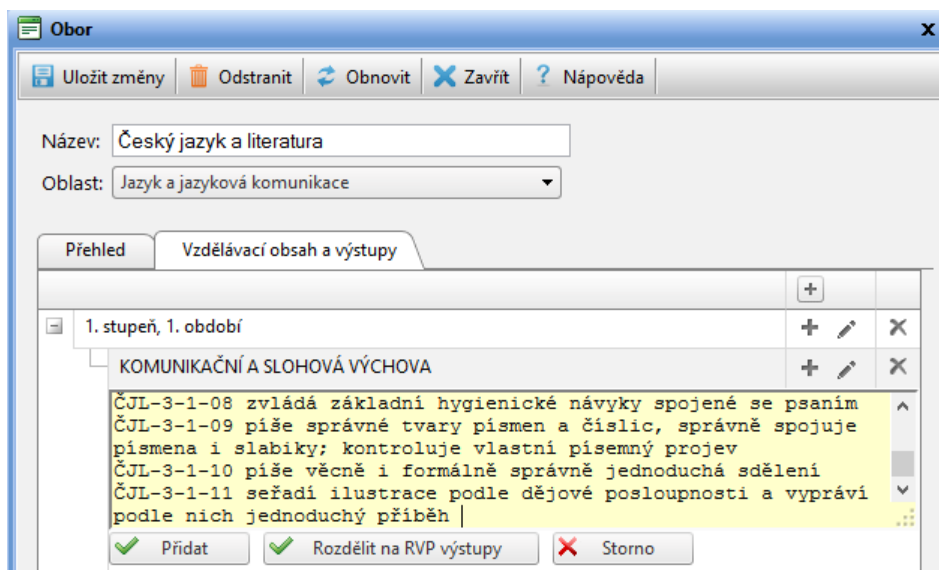 Obor
Uložit změny Odstranit Obnovit Zavřít ? Nápověda
Název: Český jazyk a literatura
Oblast: Jazyk a jazyková komunikace
Přehled Vzdělávací obsah a výstupy
1. stupeň, 1. období
KOMUNIKAČNÍ A SLOHOVÁ VÝCHOVA
ČJL-3-1-08 zvládá základní hygienické návyky spojené se psaním
ČJL-3-1-09 píše správné tvary písmen a číslic, správně spojuje
písmena i slabiky; kontroluje vlastní písemný projev
ČJL-3-1-10 píše věcně i formálně správně jednoduchá sdělení
ČJL-3-1-11 seřadí ilustrace podle dějové posloupnosti a vypráví
podle nich jednoduchý příběh
Přidat Rozdělit na RVP výstupy Storno